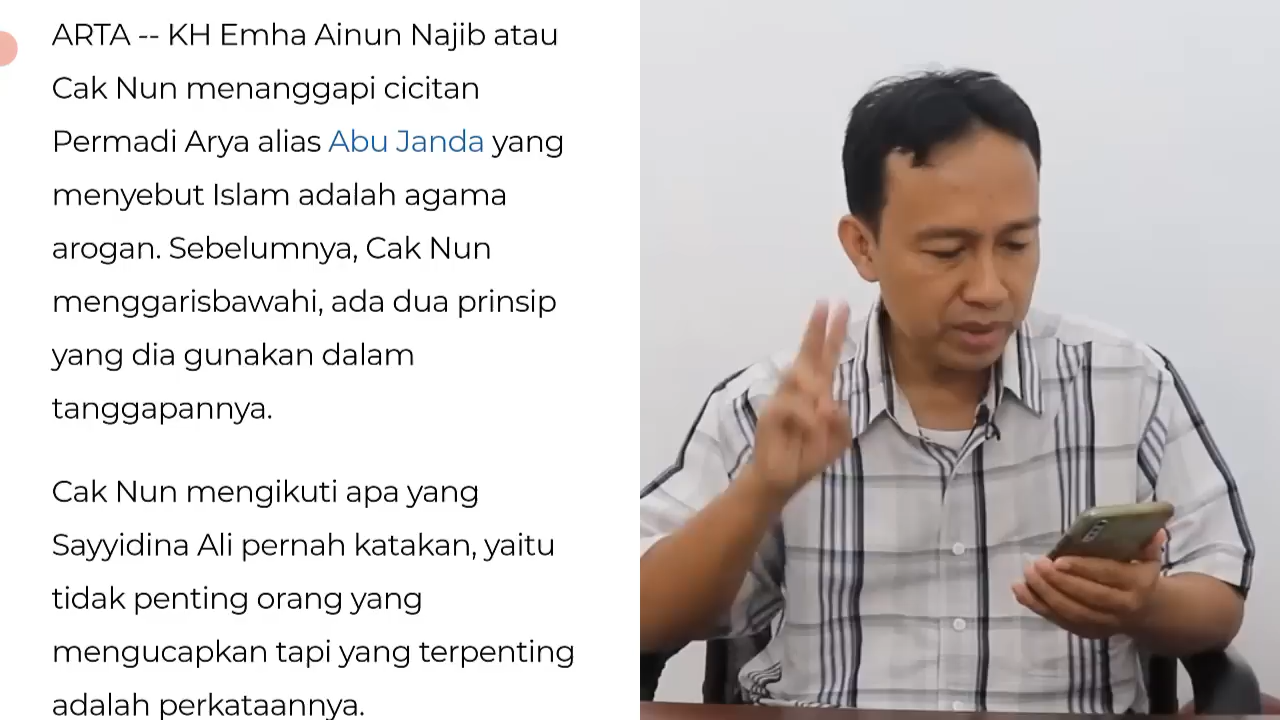 ARTA -- KH Emha Ainun Najib atau
Cak Nun menanggapi cicitan
Permadi Arya alias Abu Janda yang
menyebut Islam adalah agama
arogan. Sebelumnya, Cak Nun
menggarisbawahi, ada dua prinsip
yang dia gunakan dalam
tanggapannya.
Cak Nun mengikuti apa yang
Sayyidina Ali pernah katakan, yaitu
tidak penting orang yang
mengucapkan tapi yang terpenting
adalah perkataannya.